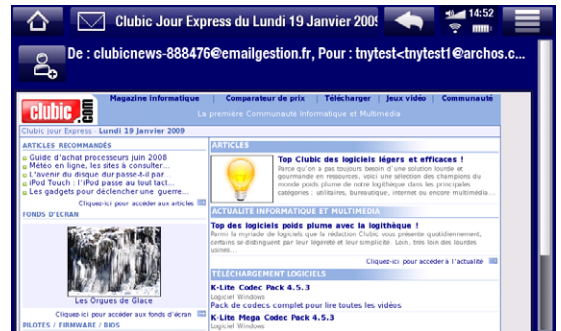 Clubic Jour Express du Lundi 19 Janvier 200
14:52
De : clubicnews-888476@emailgestion.fr, Pour : tnytest<tnytest1@archos.c...
clubic
Magazine Informatique | Comparateur de prix | Télécharger | Jeux vidéo | Communauté
La première Communauté Informatique et Multimédia
Clubic Jour Express - Lundi 19 Janvier 2009
ARTICLES RECOMMANDÉS
Guide d'achat processeurs juin 2008
Météo en ligne, les sites à consulter...
L'avenir du disque dur passe-t-il par...
iPod Touch : l'iPod passe au tout tact...
Les gadgets pour déclencher une guerre...
Cliquez-ici pour accéder aux articles
FONDS D'ECRAN
Les Orgues de Glace
Cliquez-ici pour accéder aux fonds d'écran
PILOTES / FIRMWARE / BIOS
ARTICLES
Top Clubic des logiciels légers et efficaces !
Parce qu'on a pas toujours besoin d'une solution lourde et
gourmande en ressources, voici une sélection des champions du
monde poids plume de notre logithèque dans les principales
catégories : utilitaires, bureautique, internet ou encore multimédia...
ACTUALITE INFORMATIQUE ET MULTIMEDIA
Top des logiciels poids plume avec la logithèque !
Parmi la myriade de logiciels que la rédaction Clubic vous présente quotidiennement,
certains se distinguent par leur légereté et leur simplicité. Loin, très loin des lourdes
usines...
Cliquez-ici pour accéder à l'actualité
TÉLÉCHARGEMENT LOGICIELS
K-Lite Codec Pack 4.5.3
Logiciel Windows
Pack de codecs complet pour lire toutes les vidéos
K-Lite Mega Codec Pack 4.5.3
Logiciel Windows